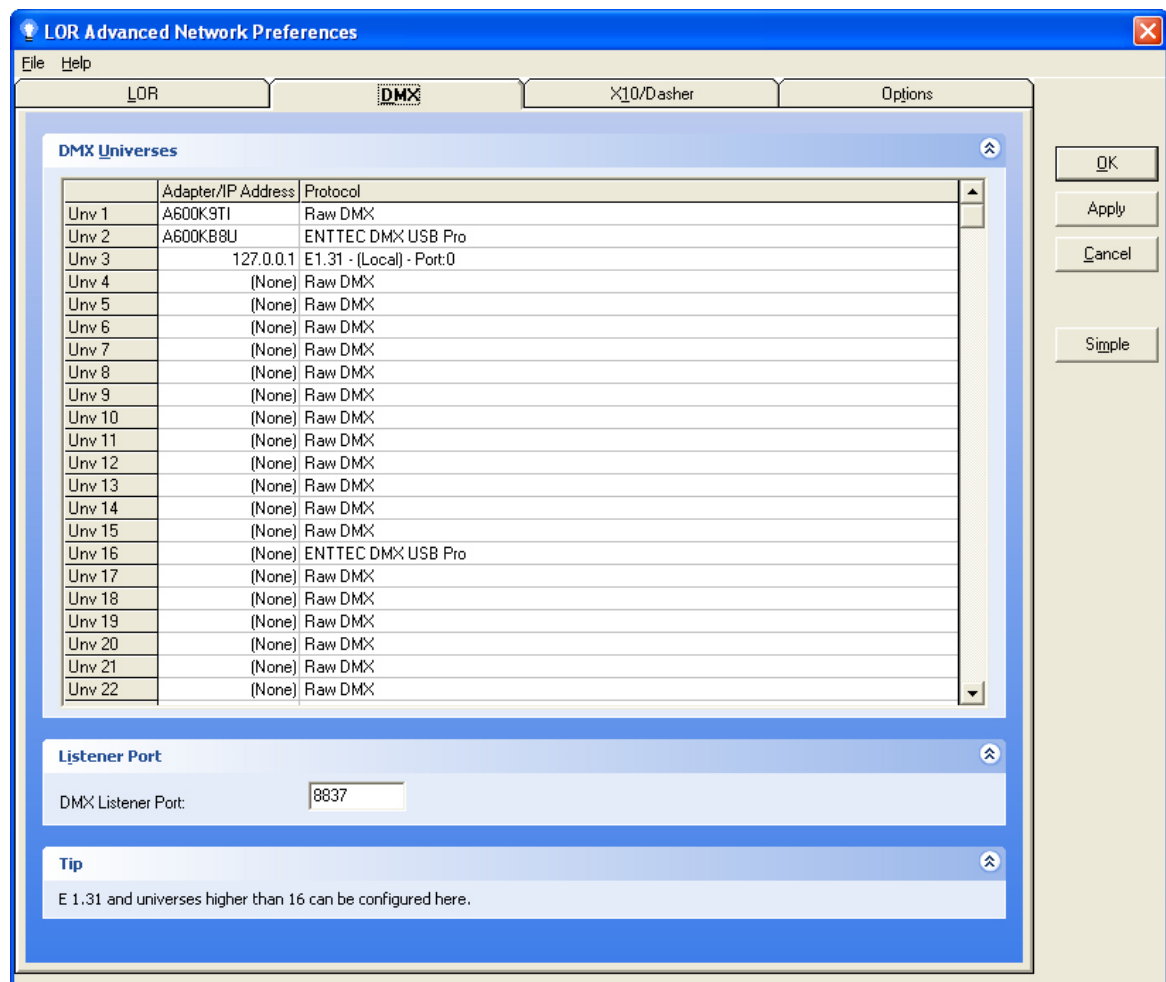 LOR Advanced Network Preferences
File Help
LOR DMX X10/Dasher Options
DMX Universes
Adapter/IP Address Protocol
Unv 1 A600K9TI Raw DMX
Unv 2 A600KB8U ENTTEC DMX USB Pro
Unv 3 127.0.0.1 E1.31 - (Local) - Port:0
Unv 4 (None) Raw DMX
Unv 5 (None) Raw DMX
Unv 6 (None) Raw DMX
Unv 7 (None) Raw DMX
Unv 8 (None) Raw DMX
Unv 9 (None) Raw DMX
Unv 10 (None) Raw DMX
Unv 11 (None) Raw DMX
Unv 12 (None) Raw DMX
Unv 13 (None) Raw DMX
Unv 14 (None) Raw DMX
Unv 15 (None) Raw DMX
Unv 16 (None) ENTTEC DMX USB Pro
Unv 17 (None) Raw DMX
Unv 18 (None) Raw DMX
Unv 19 (None) Raw DMX
Unv 20 (None) Raw DMX
Unv 21 (None) Raw DMX
Unv 22 (None) Raw DMX
Listener Port
DMX Listener Port: 8837
Tip
E 1.31 and universes higher than 16 can be configured here.
OK
Apply
Cancel
Simple